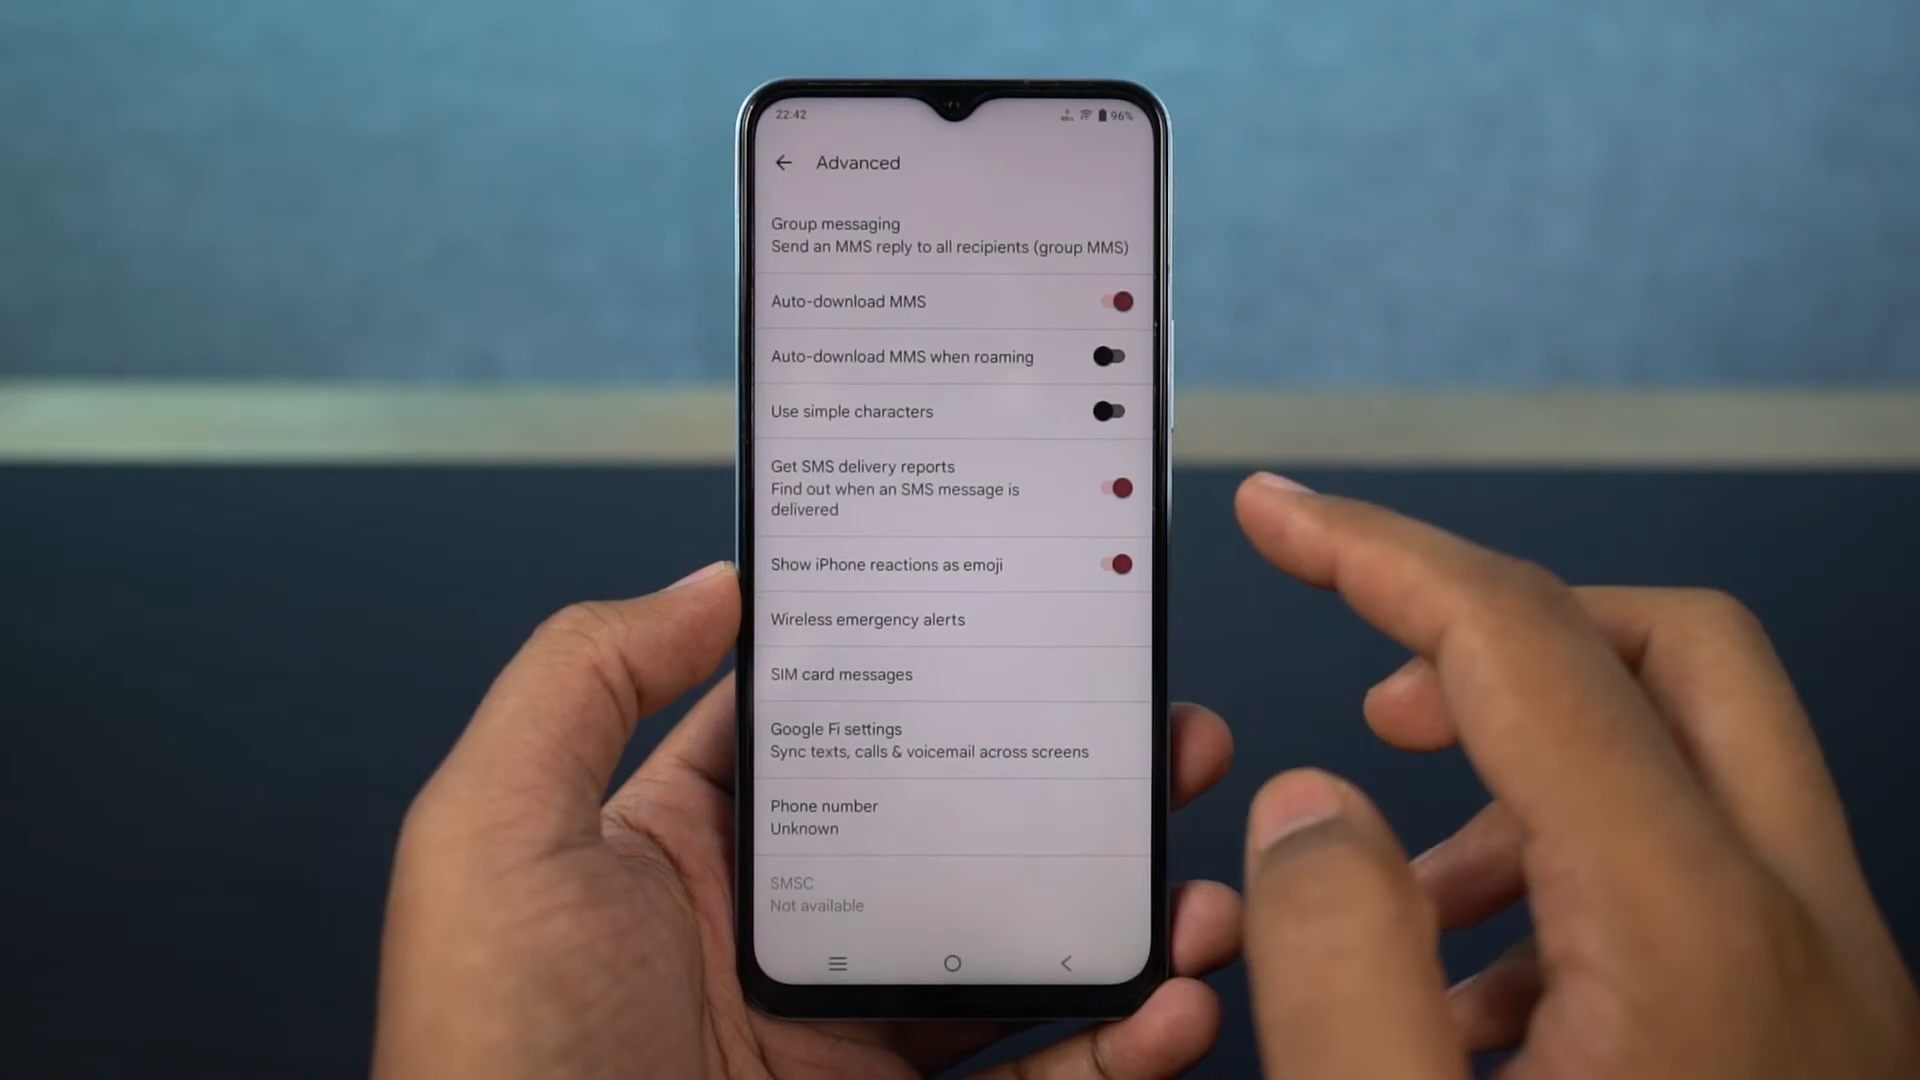 22:42
96%
Advanced
Group messaging
Send an MMS reply to all recipients (group MMS)
Auto-download MMS
Auto-download MMS when roaming
Use simple characters
Get SMS delivery reports
Find out when an SMS message is
delivered
Show iPhone reactions as emoji
Wireless emergency alerts
SIM card messages
Google Fi settings
Sync texts, calls & voicemail across screens
Phone number
Unknown
SMSC
Not available